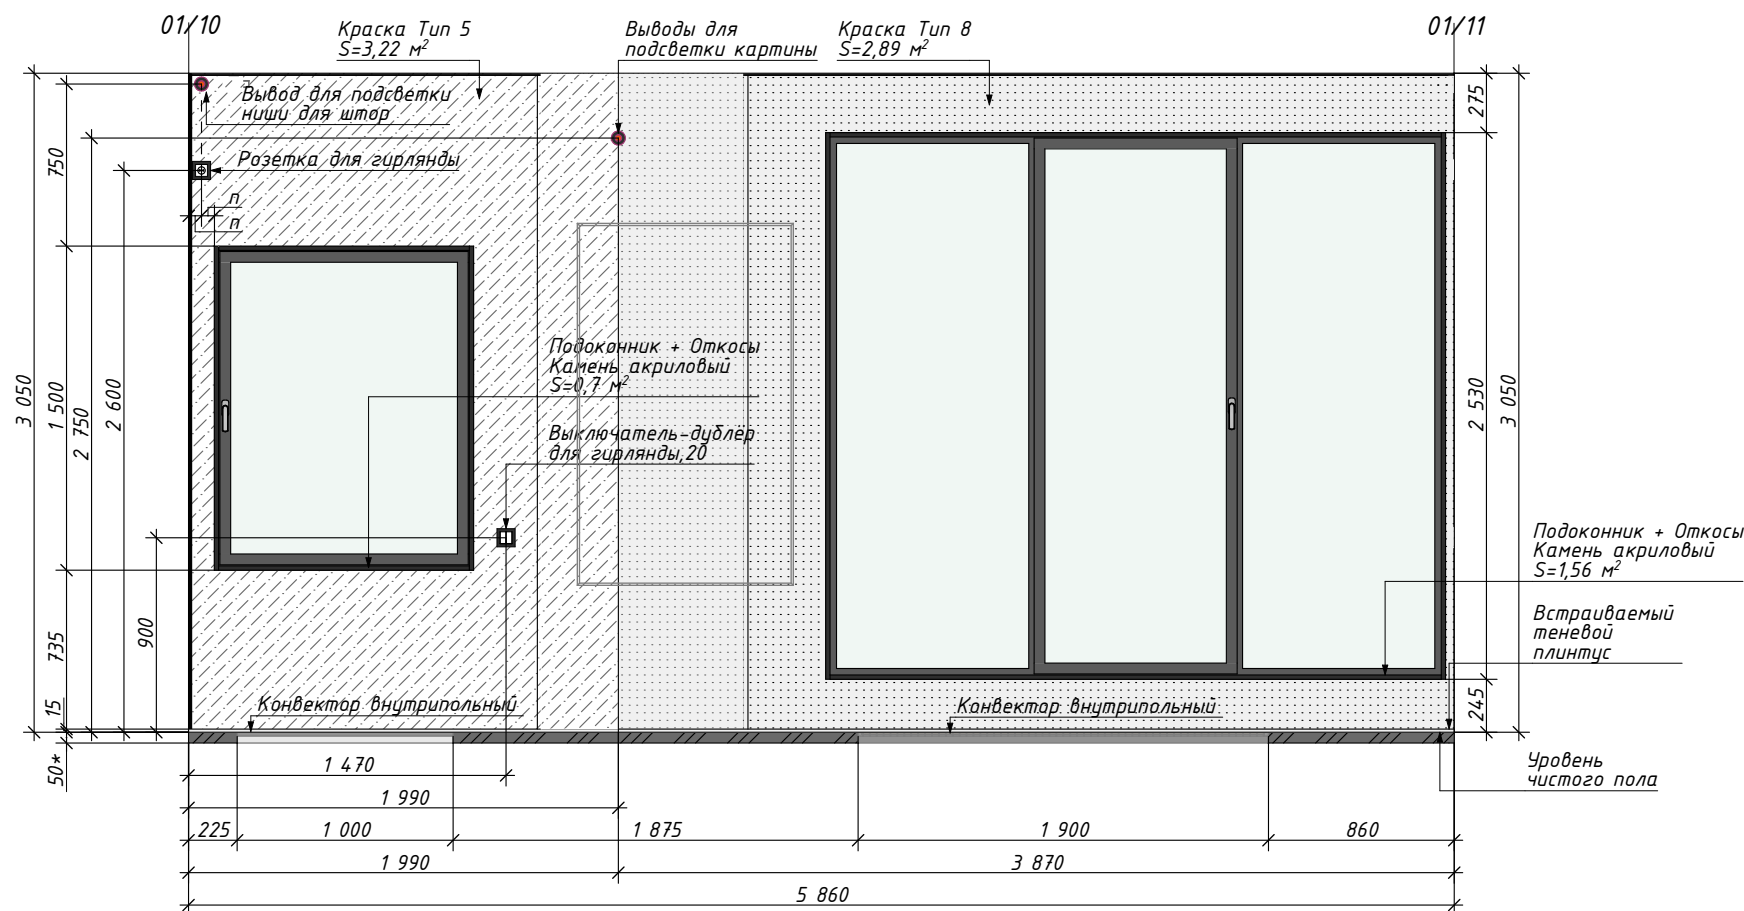 01/10
01/11
Краска Тип 5
S=3,22 м²
Выводы для
подсветки картины
Краска Тип 8
S=2,89 м²
Вывод для подсветки
ниши для штор
Розетка для гирлянды
п
п
Подоконник + Откосы
Камень акриловый
S=0,7 м²
Выключатель-дублер
для гирлянды,20
3 050
750
1 500
735
15
50*
2 750
2 600
900
275
2 530
245
3 050
Подоконник + Откосы
Камень акриловый
S=1,56 м²
Встраиваемый
теневой
плинтус
Конвектор внутрипольный
Конвектор внутрипольный
Уровень
чистого пола
1 470
1 990
225
1 000
1 875
1 900
860
1 990
3 870
5 860